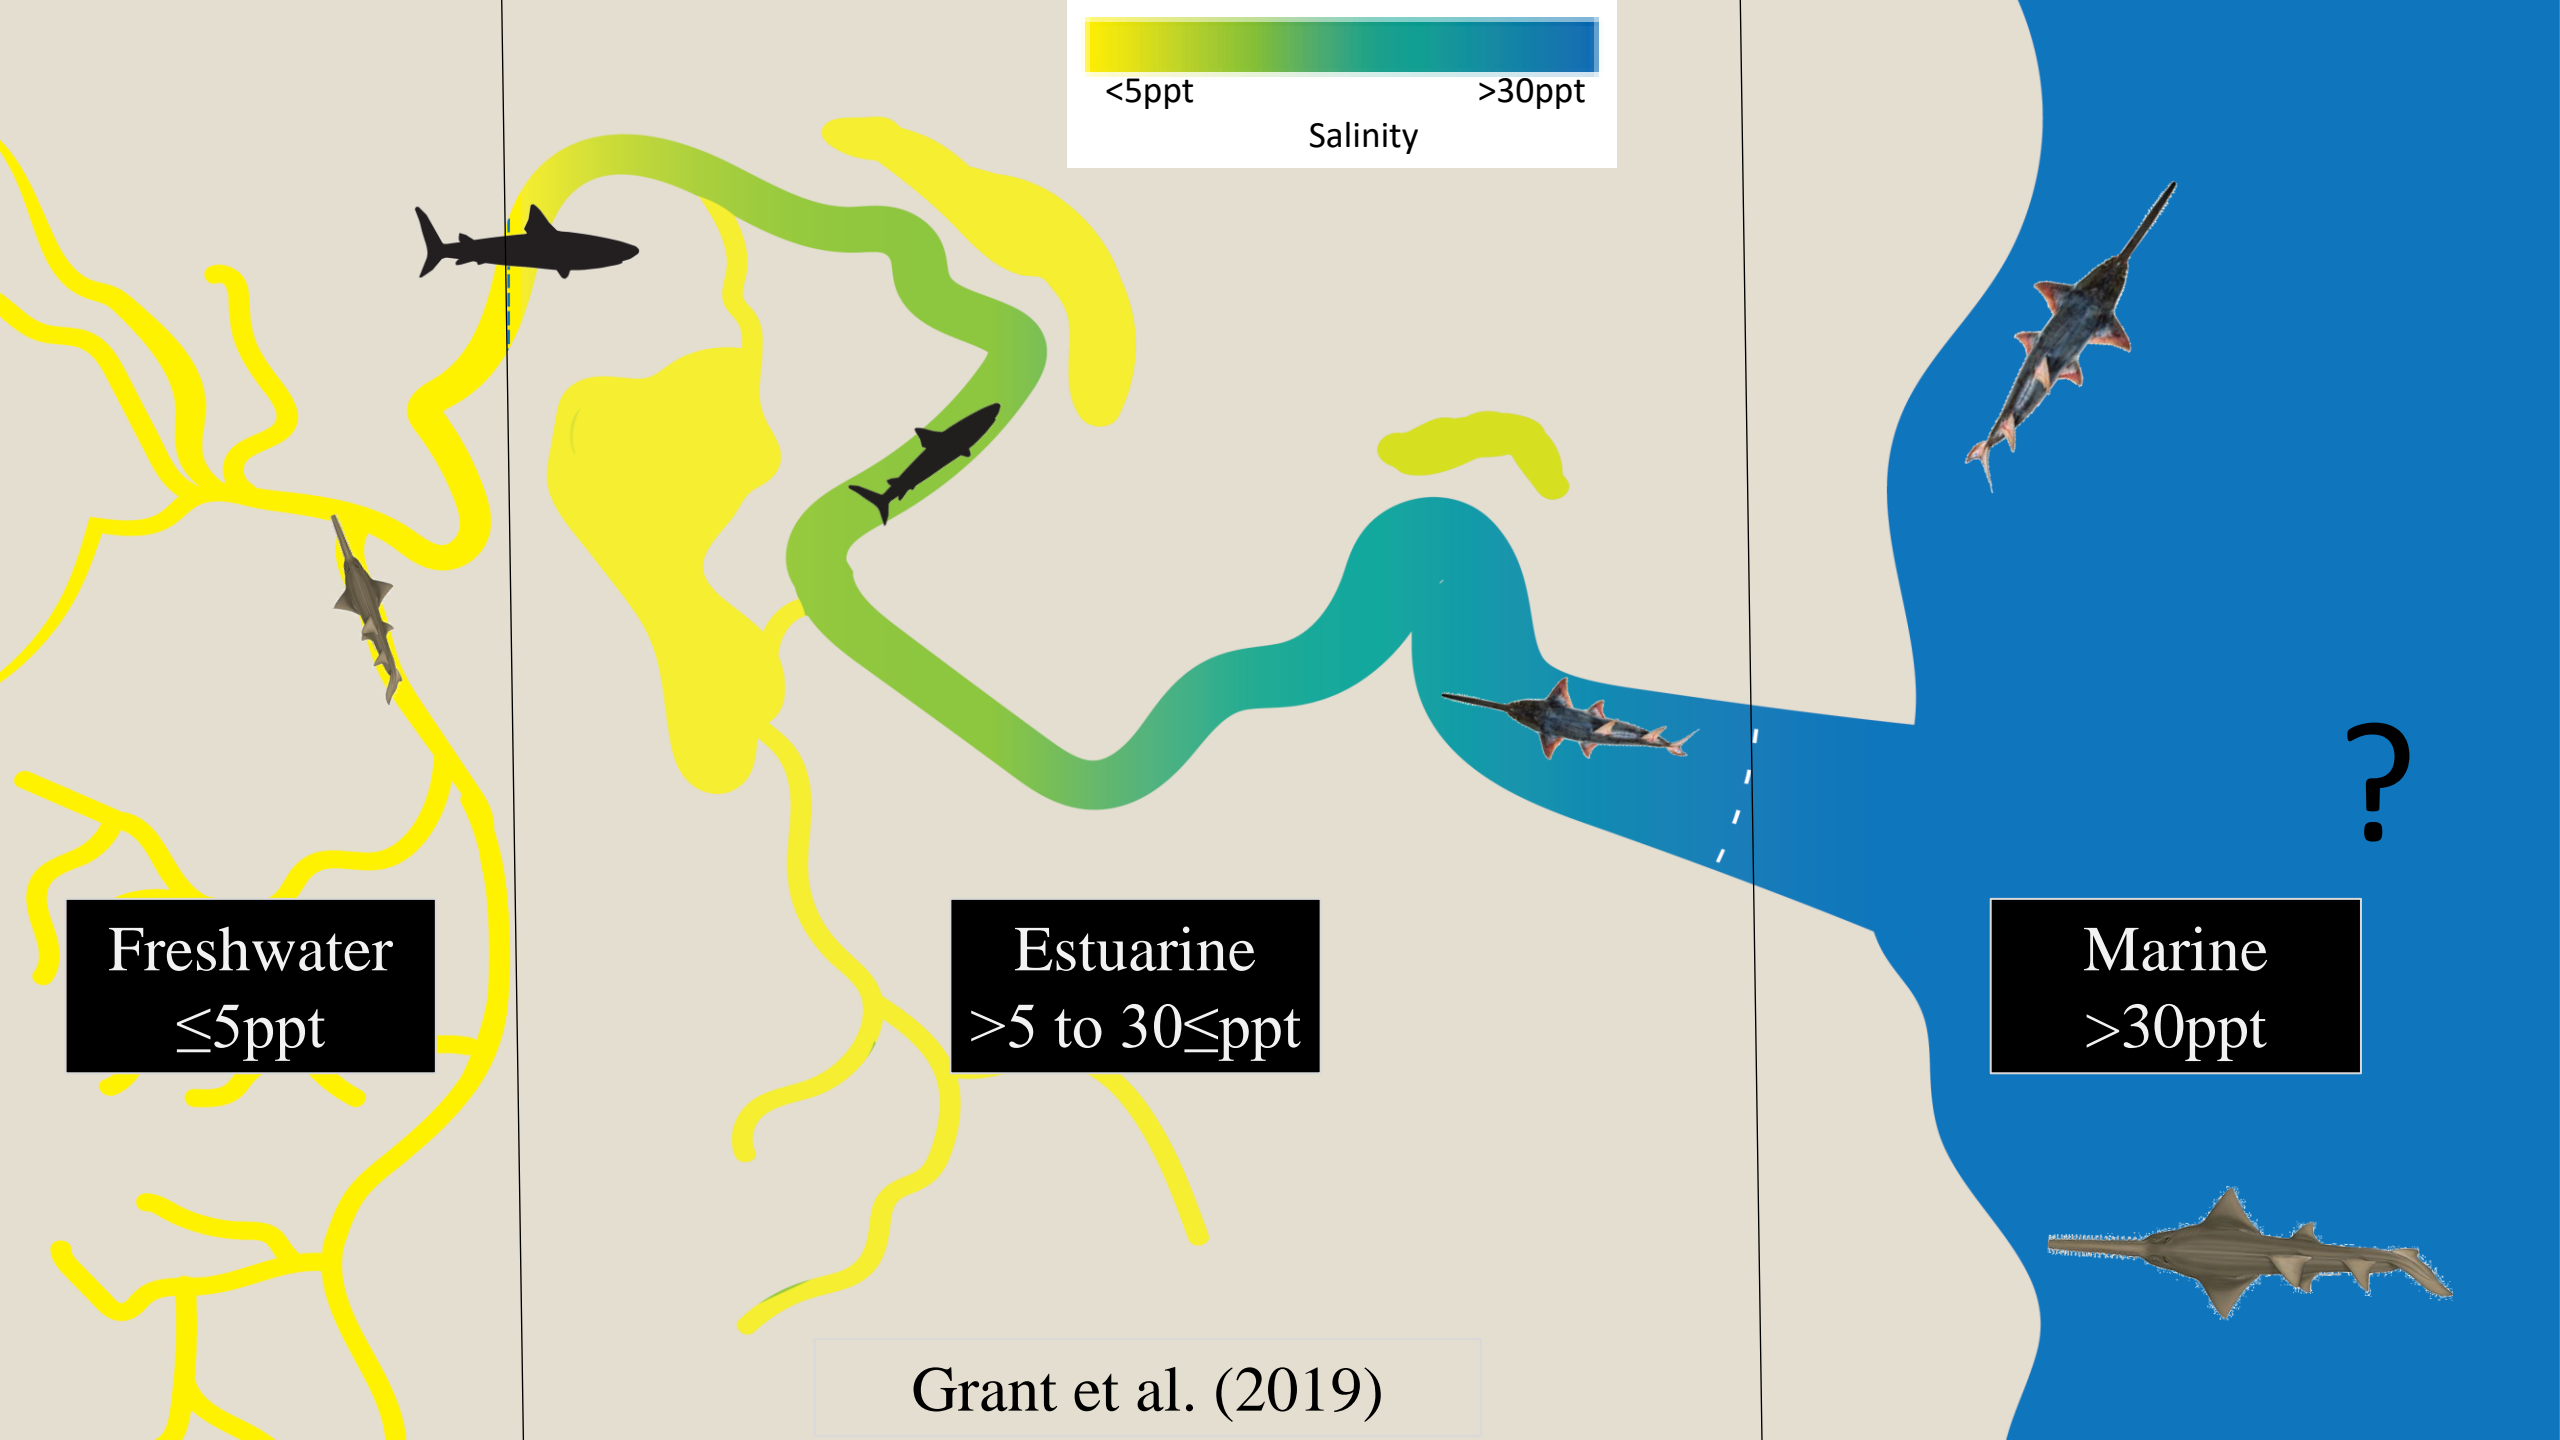 <5ppt >30ppt
Salinity
?
Freshwater
≤5ppt
Estuarine
>5 to 30≤ppt
Marine
>30ppt
Grant et al. (2019)